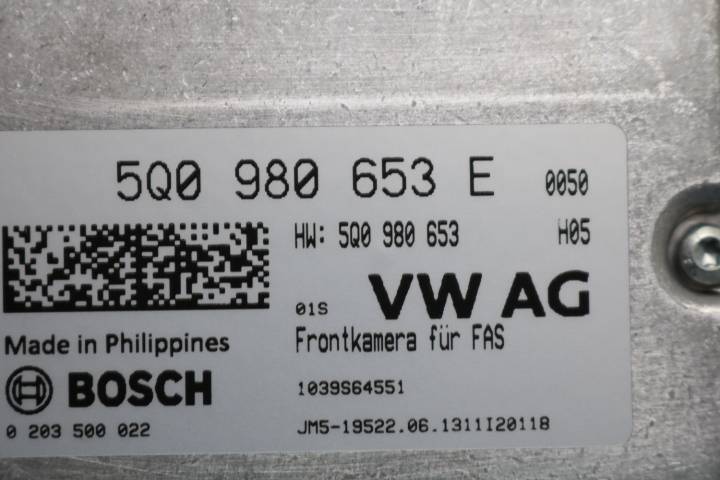 5Q0 980 653 E 0050
HW: 5Q0 980 653 H05
01S VW AG
Made in Philippines
Frontkamera für FAS
BOSCH
1039S64551
0 203 500 022
JM5-19522.06.1311I20118